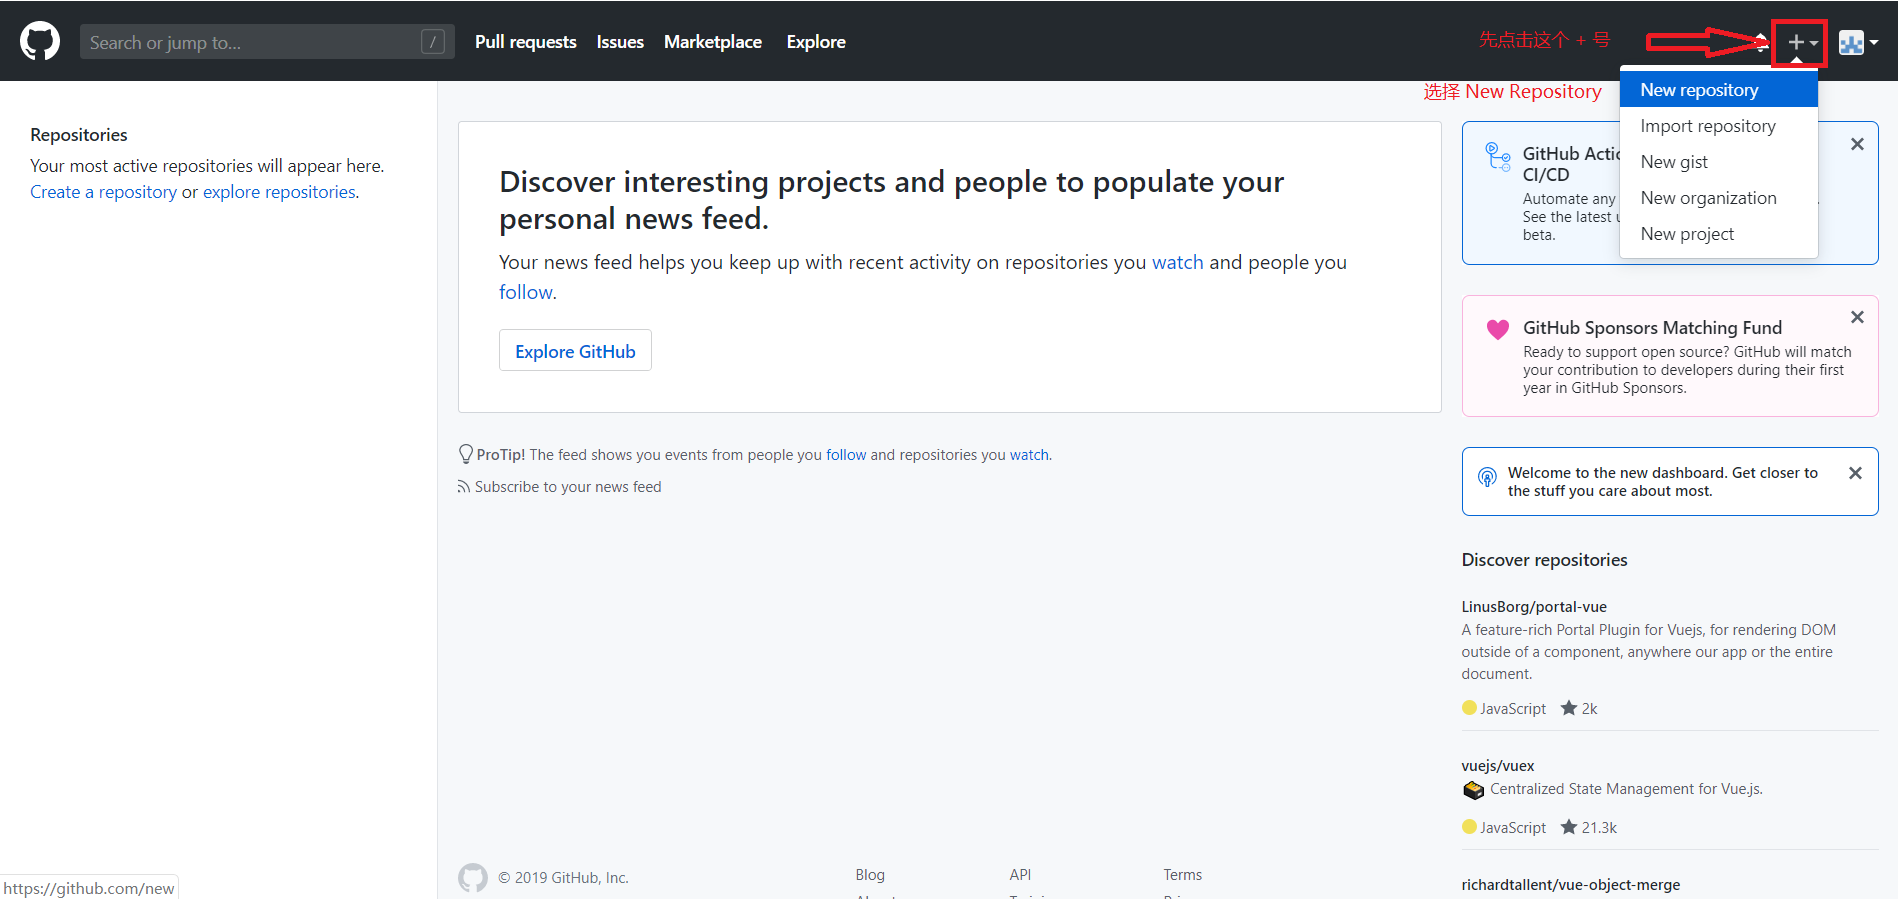 Search or jump to...
/
Pull requests
Issues
Marketplace
Explore
先点击这个 + 号
选择 New Repository
New repository
Import repository
New gist
New organization
New project
Repositories
Your most active repositories will appear here.
Create a repository or explore repositories.
Discover interesting projects and people to populate your
personal news feed.
Your news feed helps you keep up with recent activity on repositories you watch and people you
follow.
Explore GitHub
ProTip! The feed shows you events from people you follow and repositories you watch.
Subscribe to your news feed
GitHub
CI/CD
Automate any
See the latest
beta.
GitHub Sponsors Matching Fund
Ready to support open source? GitHub will match
your contribution to developers during their first
year in GitHub Sponsors.
Welcome to the new dashboard. Get closer to
the stuff you care about most.
Discover repositories
LinusBorg/portal-vue
A feature-rich Portal Plugin for Vuejs, for rendering DOM
outside of a component, anywhere our app or the entire
document.
JavaScript 2k
vuejs/vuex
Centralized State Management for Vue.js.
JavaScript 21.3k
richardtallent/vue-object-merge
© 2019 GitHub, Inc.
Blog
API
Terms
https://github.com/new